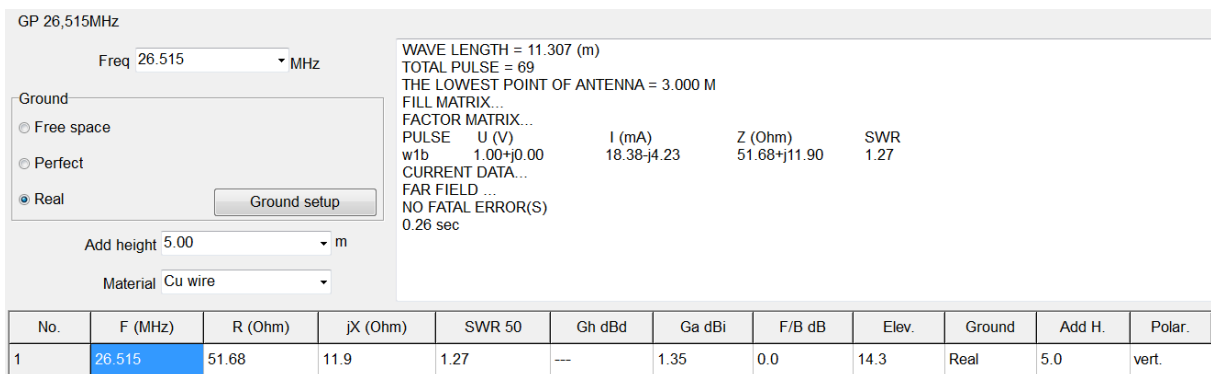 GP 26,515MHz
Freq 26.515 MHz
Ground
Free space
Perfect
Real
Ground setup
Add height 5.00 m
Material Cu wire
WAVE LENGTH = 11.307 (m)
TOTAL PULSE = 69
THE LOWEST POINT OF ANTENNA = 3.000 M
FILL MATRIX...
FACTOR MATRIX...
PULSE U (V) I (mA) Z (Ohm) SWR
w1b 1.00+j0.00 18.38-j4.23 51.68+j11.90 1.27
CURRENT DATA...
FAR FIELD ...
NO FATAL ERROR(S)
0.26 sec
No. F (MHz) R (Ohm) jX (Ohm) SWR 50 Gh dBd Ga dBi F/B dB Elev. Ground Add H. Polar.
1 26.515 51.68 11.9 1.27 --- 1.35 0.0 14.3 Real 5.0 vert.